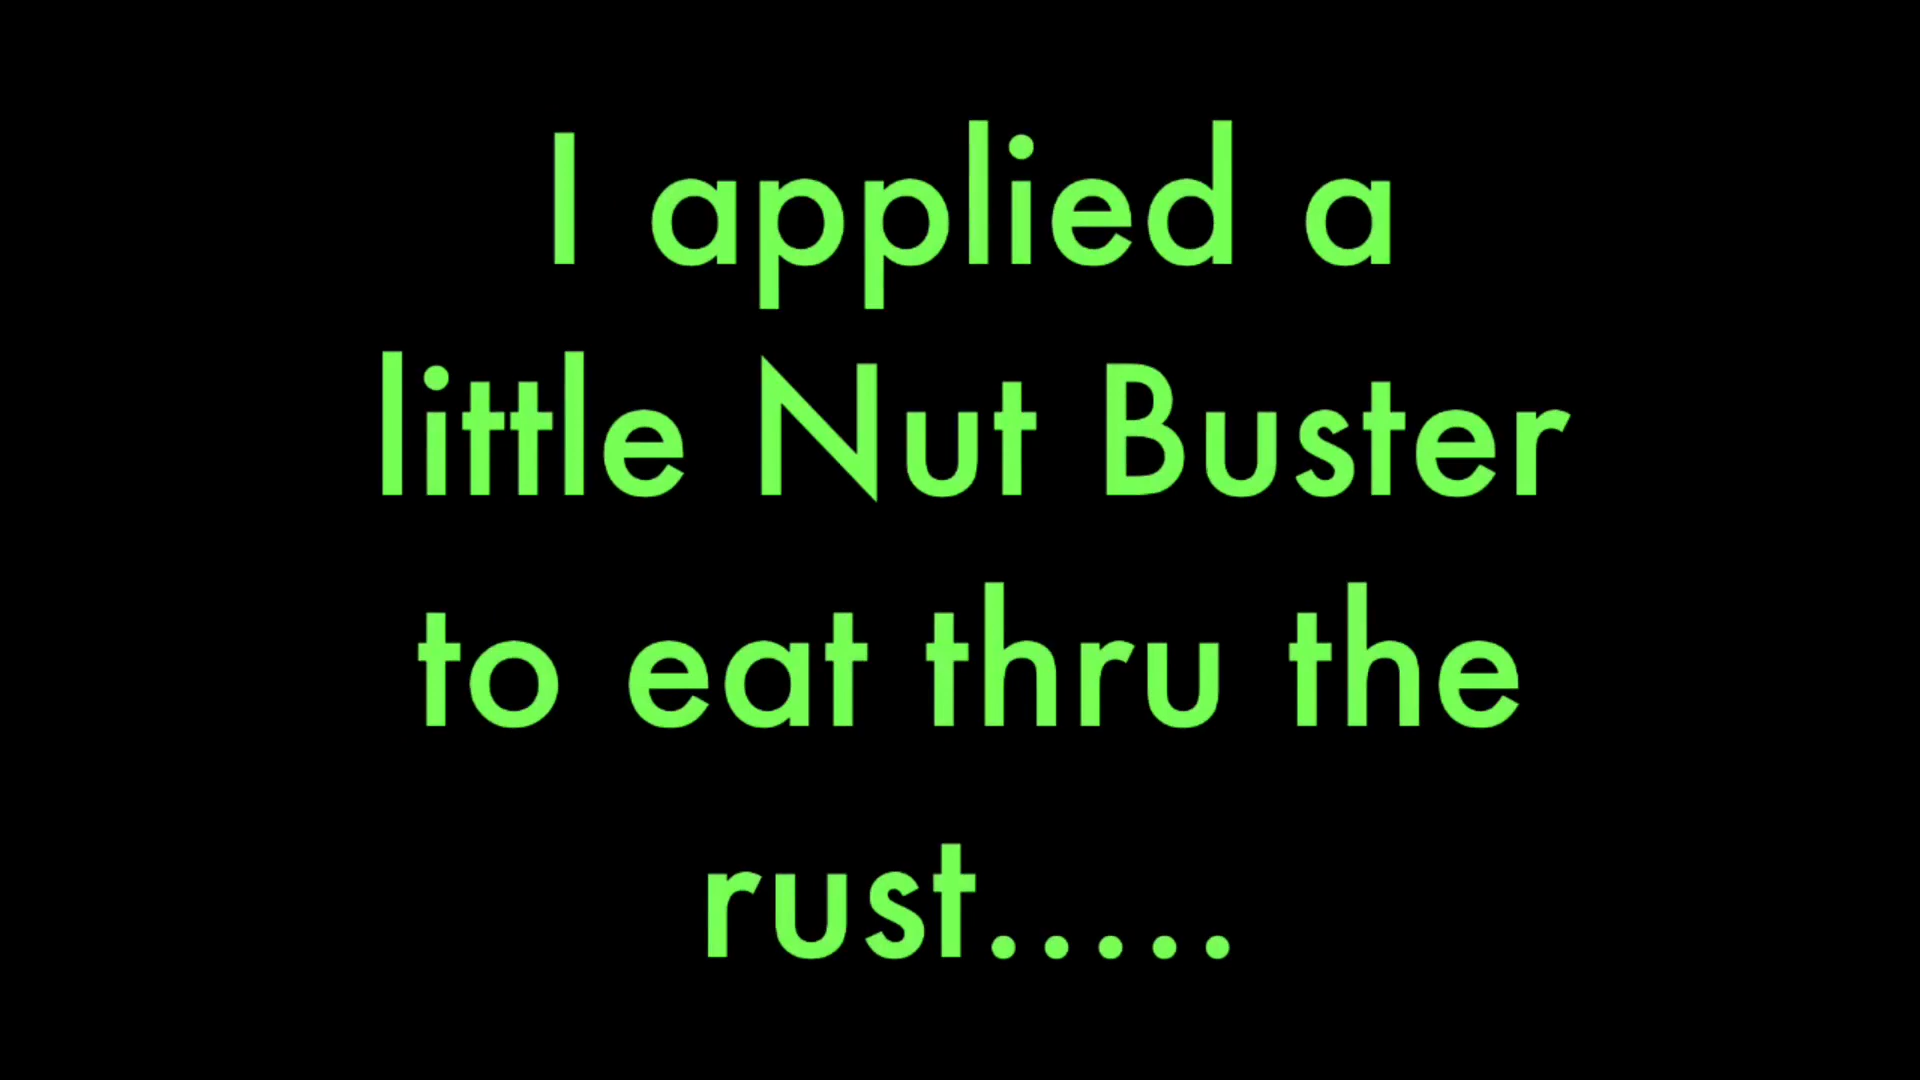 I applied a
little Nut Buster
to eat thru the
rust.....